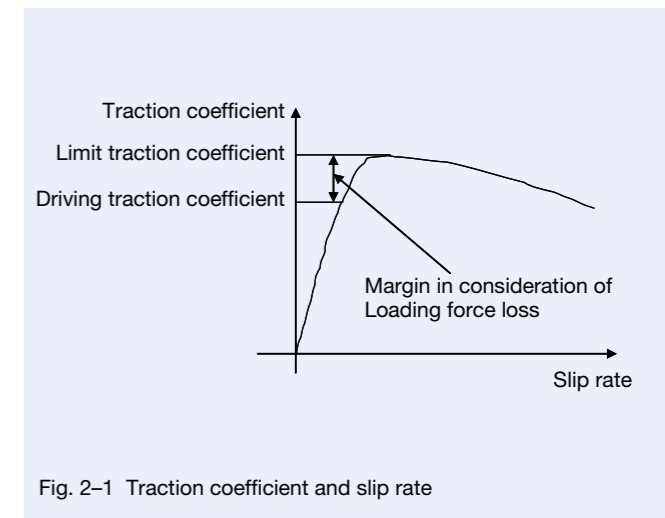 Traction coefficient
Limit traction coefficient
Driving traction coefficient
Margin in consideration of
Loading force loss
Slip rate
Fig. 2–1 Traction coefficient and slip rate